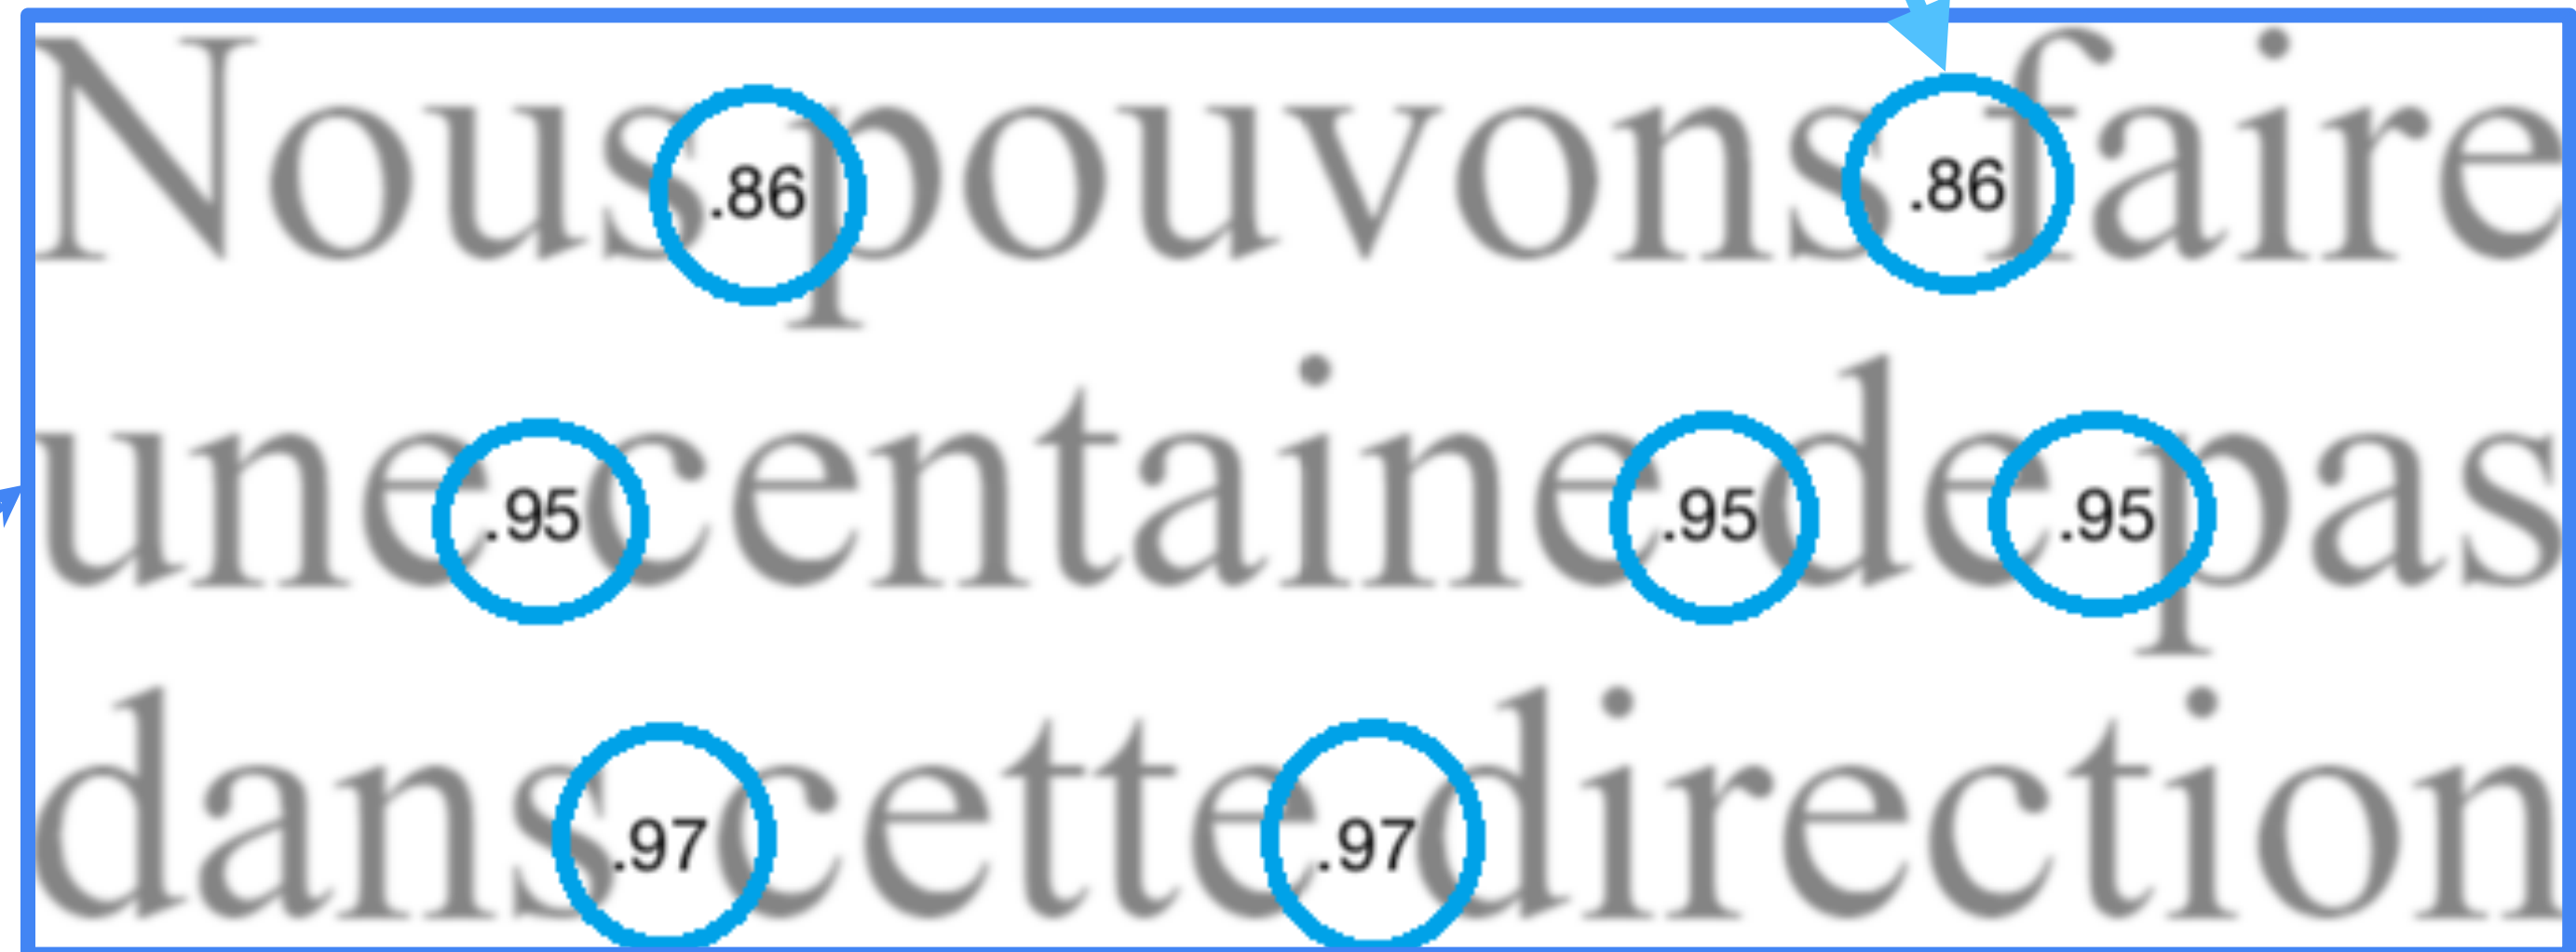 Nous .86 pouvons .86 faire
une .95 centaine .95 de .95 pas
dans .97 cette .97 direction